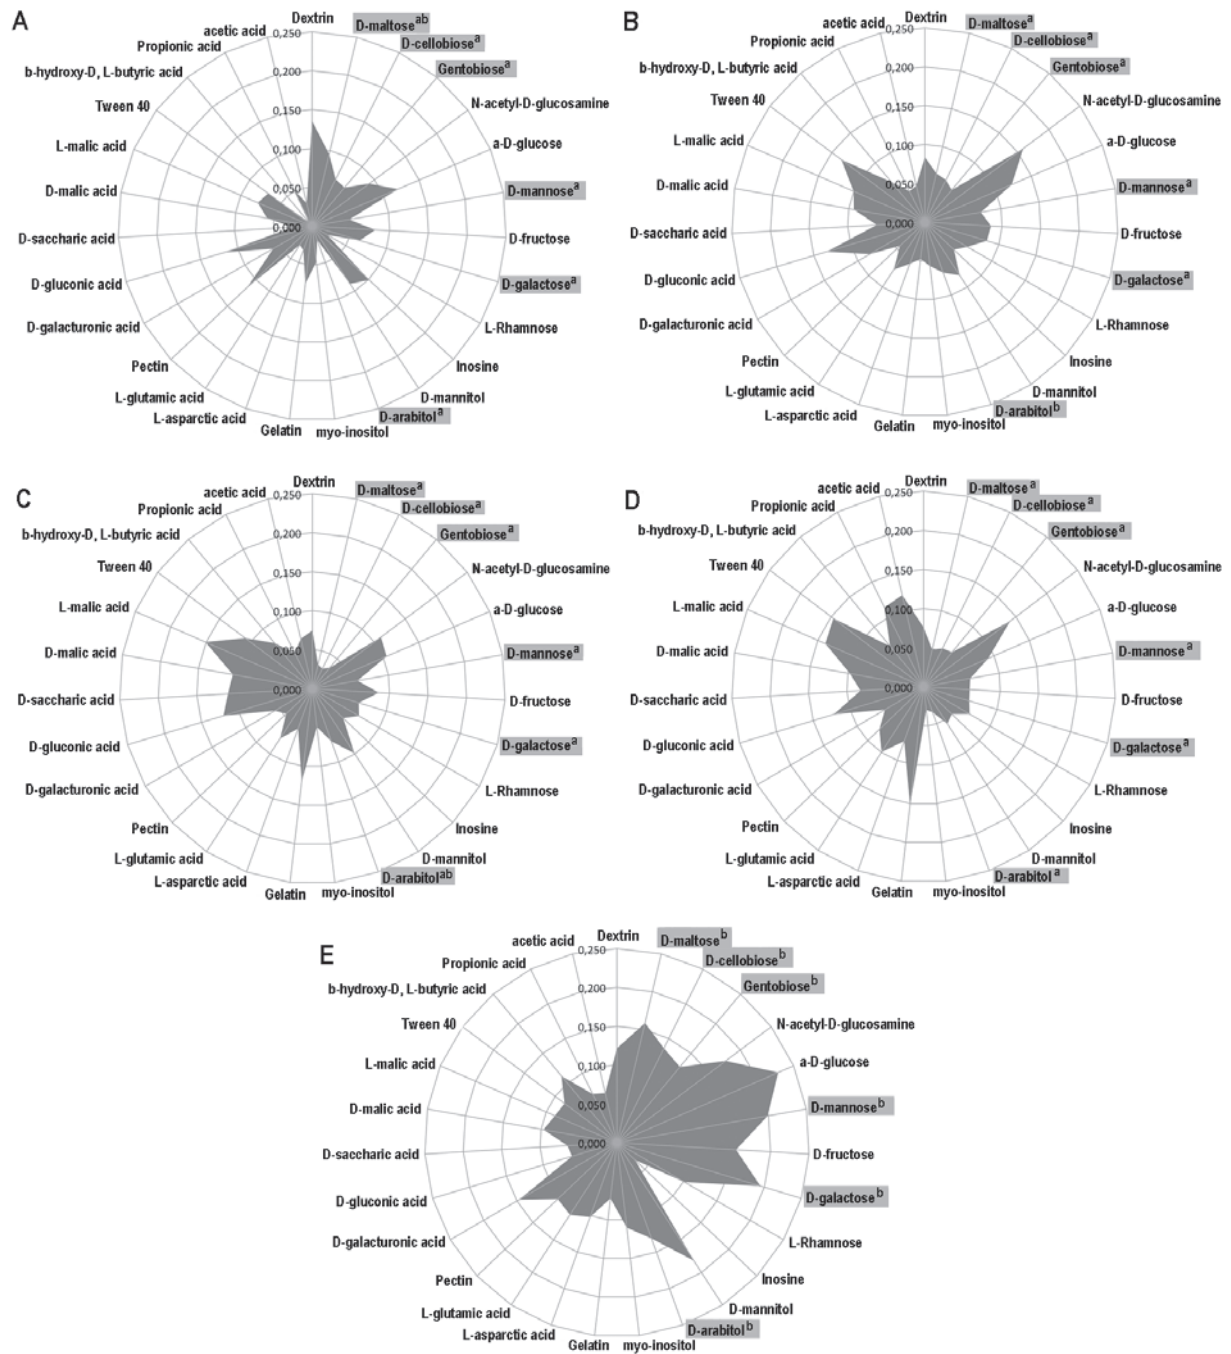 A
Dextrin
D-maltose^ab
D-cellobiose^a
Gentobiose^a
N-acetyl-D-glucosamine
a-D-glucose
D-mannose^a
D-fructose
D-galactose^a
L-Rhamnose
Inosine
D-mannitol
D-arabitol^a
myo-inositol
Gelatin
L-asparctic acid
L-glutamic acid
Pectin
D-galacturonic acid
D-gluconic acid
D-saccharic acid
D-malic acid
L-malic acid
Tween 40
b-hydroxy-D, L-butyric acid
Propionic acid
acetic acid
0,250
0,200
0,150
0,100
0,050
0,000
B
Dextrin
D-maltose^a
D-cellobiose^a
Gentobiose^a
N-acetyl-D-glucosamine
a-D-glucose
D-mannose^a
D-fructose
D-galactose^a
L-Rhamnose
Inosine
D-mannitol
D-arabitol^b
myo-inositol
Gelatin
L-asparctic acid
L-glutamic acid
Pectin
D-galacturonic acid
D-gluconic acid
D-saccharic acid
D-malic acid
L-malic acid
Tween 40
b-hydroxy-D, L-butyric acid
Propionic acid
acetic acid
0,250
0,200
0,150
0,100
0,050
0,000
C
Dextrin
D-maltose^a
D-cellobiose^a
Gentobiose^a
N-acetyl-D-glucosamine
a-D-glucose
D-mannose^a
D-fructose
D-galactose^a
L-Rhamnose
Inosine
D-mannitol
D-arabitol^ab
myo-inositol
Gelatin
L-asparctic acid
L-glutamic acid
Pectin
D-galacturonic acid
D-gluconic acid
D-saccharic acid
D-malic acid
L-malic acid
Tween 40
b-hydroxy-D, L-butyric acid
Propionic acid
acetic acid
0,250
0,200
0,150
0,100
0,050
0,000
D
Dextrin
D-maltose^a
D-cellobiose^a
Gentobiose^a
N-acetyl-D-glucosamine
a-D-glucose
D-mannose^a
D-fructose
D-galactose^a
L-Rhamnose
Inosine
D-mannitol
D-arabitol^a
myo-inositol
Gelatin
L-asparctic acid
L-glutamic acid
Pectin
D-galacturonic acid
D-gluconic acid
D-saccharic acid
D-malic acid
L-malic acid
Tween 40
b-hydroxy-D, L-butyric acid
Propionic acid
acetic acid
0,250
0,200
0,150
0,100
0,050
0,000
E
Dextrin
D-maltose^b
D-cellobiose^b
Gentobiose^b
N-acetyl-D-glucosamine
a-D-glucose
D-mannose^b
D-fructose
D-galactose^b
L-Rhamnose
Inosine
D-mannitol
D-arabitol^b
myo-inositol
Gelatin
L-asparctic acid
L-glutamic acid
Pectin
D-galacturonic acid
D-gluconic acid
D-saccharic acid
D-malic acid
L-malic acid
Tween 40
b-hydroxy-D, L-butyric acid
Propionic acid
acetic acid
0,250
0,200
0,150
0,100
0,050
0,000